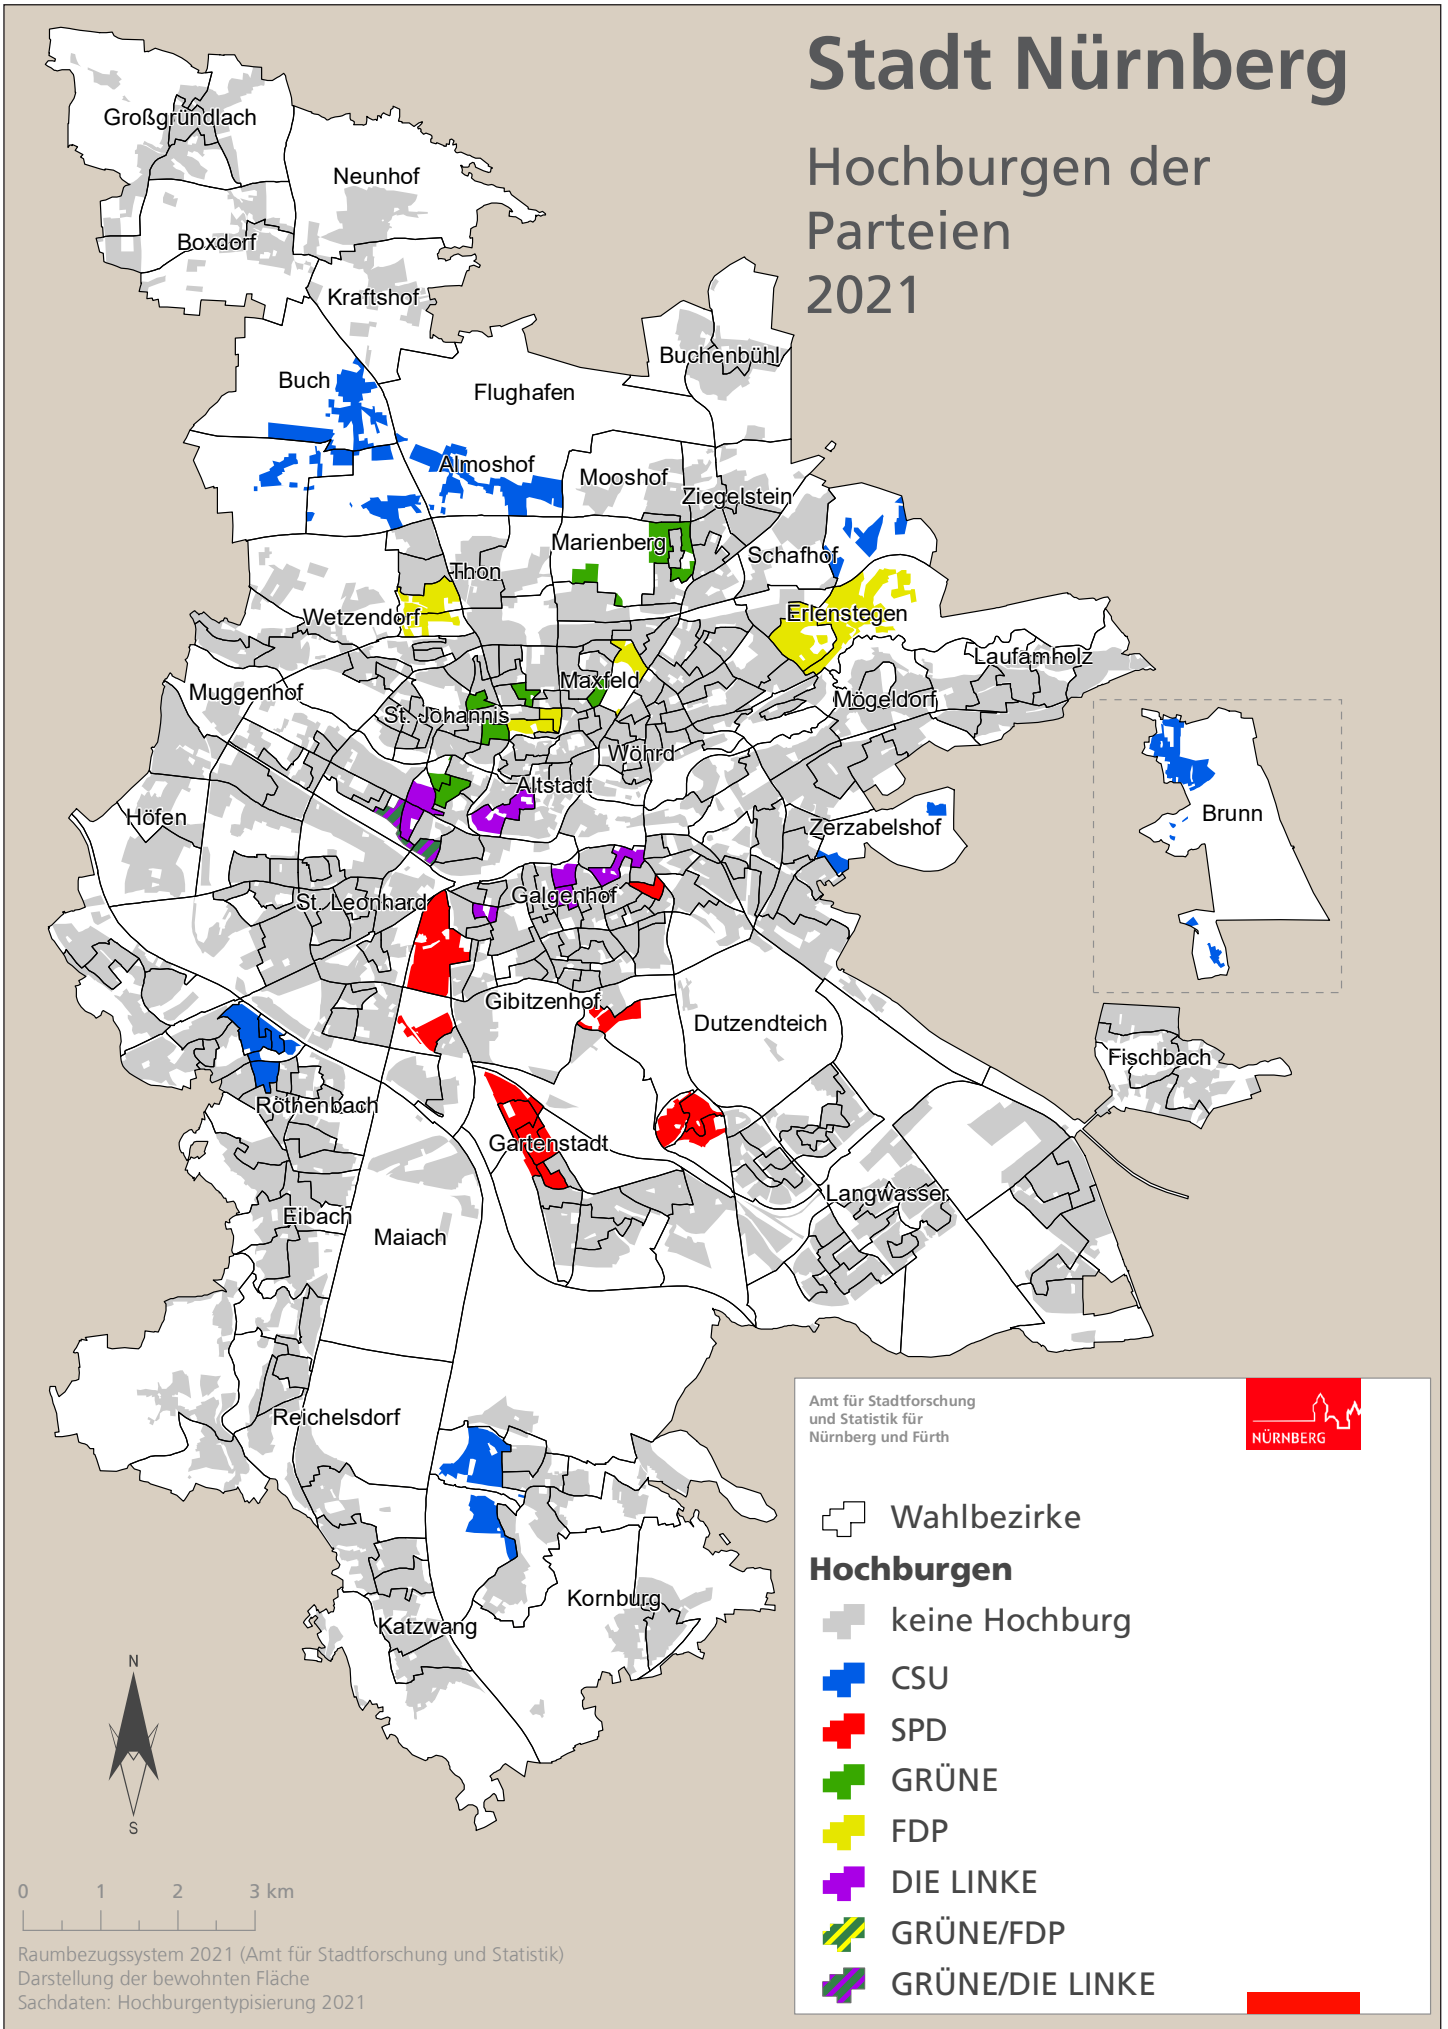 Stadt Nürnberg
Hochburgen der
Parteien
2021
Großgründlach
Neunhof
Boxdorf
Kraftshof
Buchenbühl
Buch
Flughafen
Almoshof
Mooshof
Ziegelstein
Marienberg
Schafhof
Thon
Wetzendorf
Erlenstegen
Laufamholz
Maxfeld
Muggenhof
Mögeldorf
St. Johannis
Wöhrd
Altstadt
Höfen
Zerzabelshof
Brunn
St. Leonhard
Galgenhof
Gibitzenhof
Dutzendteich
Fischbach
Röthenbach
Gartenstadt
Langwasser
Eibach
Maiach
Reichelsdorf
Kornburg
Katzwang
Amt für Stadtforschung
und Statistik für
Nürnberg und Fürth
NÜRNBERG
Wahlbezirke
Hochburgen
keine Hochburg
CSU
SPD
GRÜNE
FDP
DIE LINKE
GRÜNE/FDP
GRÜNE/DIE LINKE
N
S
0 1 2 3 km
Raumbezugssystem 2021 (Amt für Stadtforschung und Statistik)
Darstellung der bewohnten Fläche
Sachdaten: Hochburgentypisierung 2021